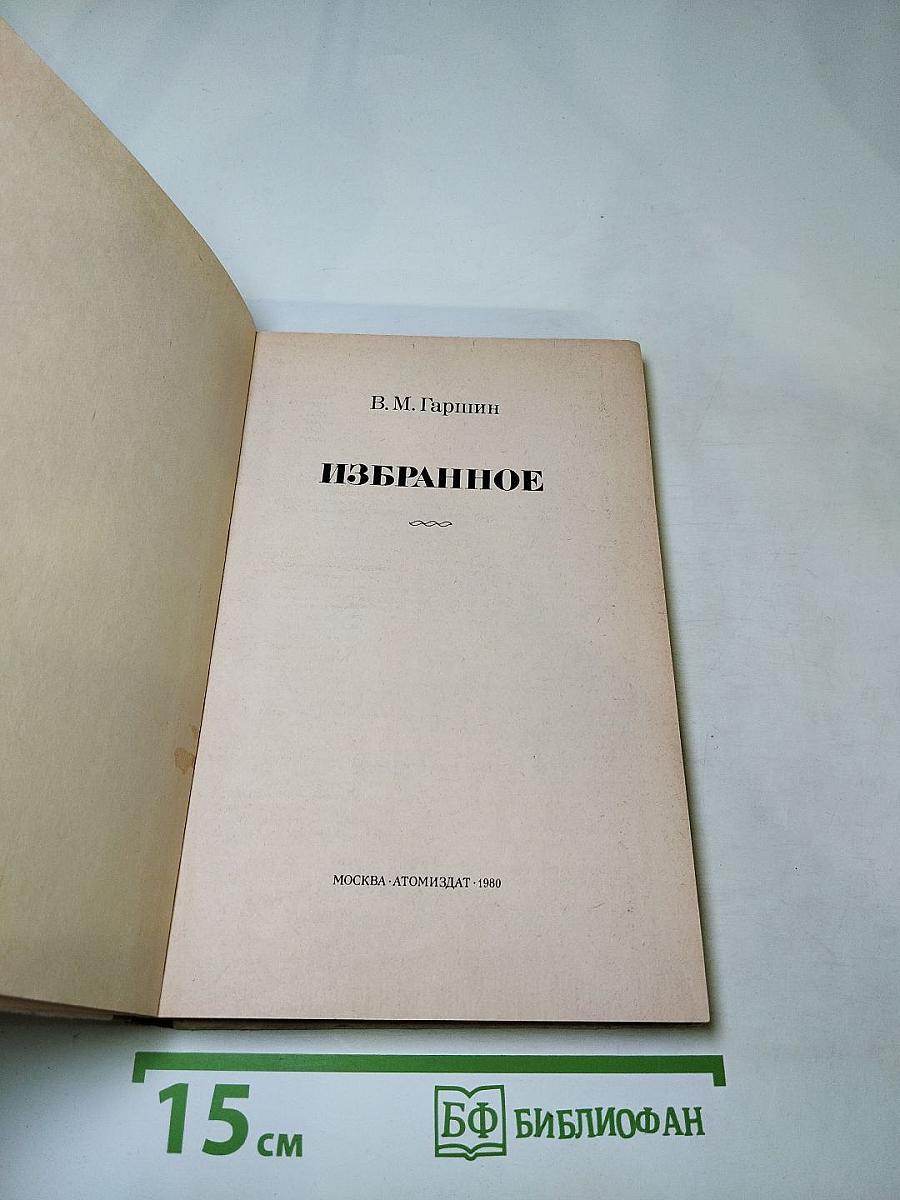 В. М. Гаршин
ИЗБРАННОЕ
МОСКВА · АТОМИЗДАТ · 1980
15 см
БФ БИБЛИОФАН